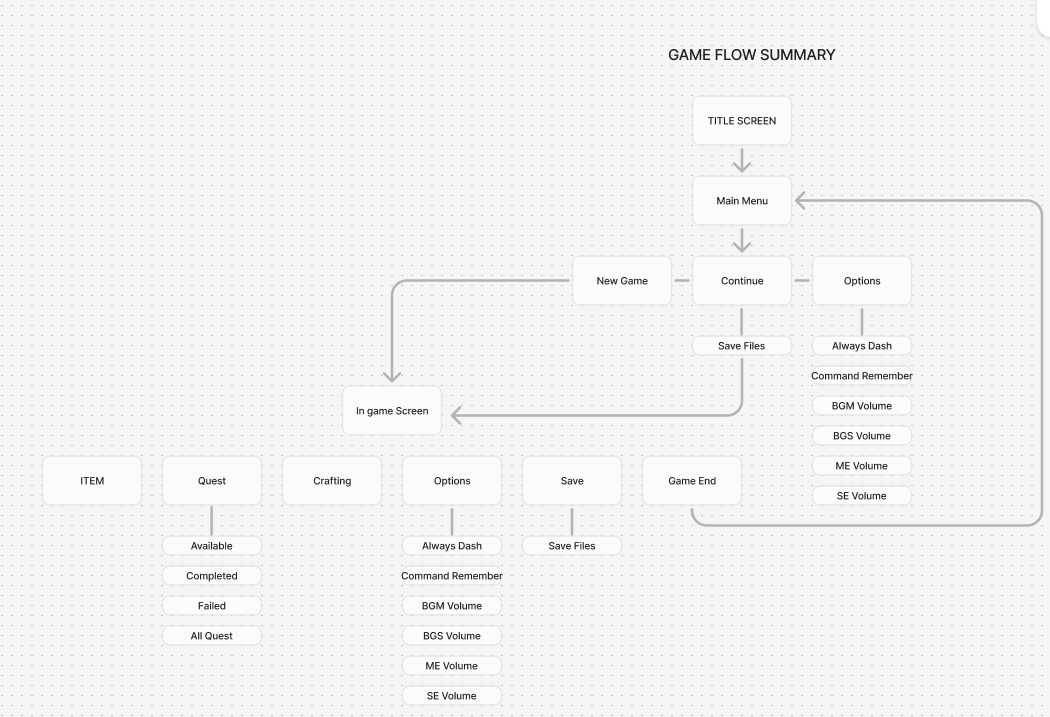 GAME FLOW SUMMARY
TITLE SCREEN
Main Menu
New Game
Continue
Options
Save Files
Always Dash
Command Remember
BGM Volume
BGS Volume
ME Volume
SE Volume
In game Screen
ITEM
Quest
Crafting
Options
Save
Game End
Available
Completed
Failed
All Quest
Always Dash
Command Remember
BGM Volume
BGS Volume
ME Volume
SE Volume
Save Files